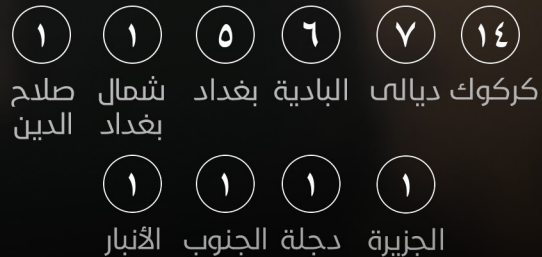 ١٤ ٧ ٦ ٥ ١ ١
كركوك ديالى البادية بغداد شمال صلاح
بغداد الدين
١ ١ ١ ١
الجزيرة دجلة الجنوب الأنبار